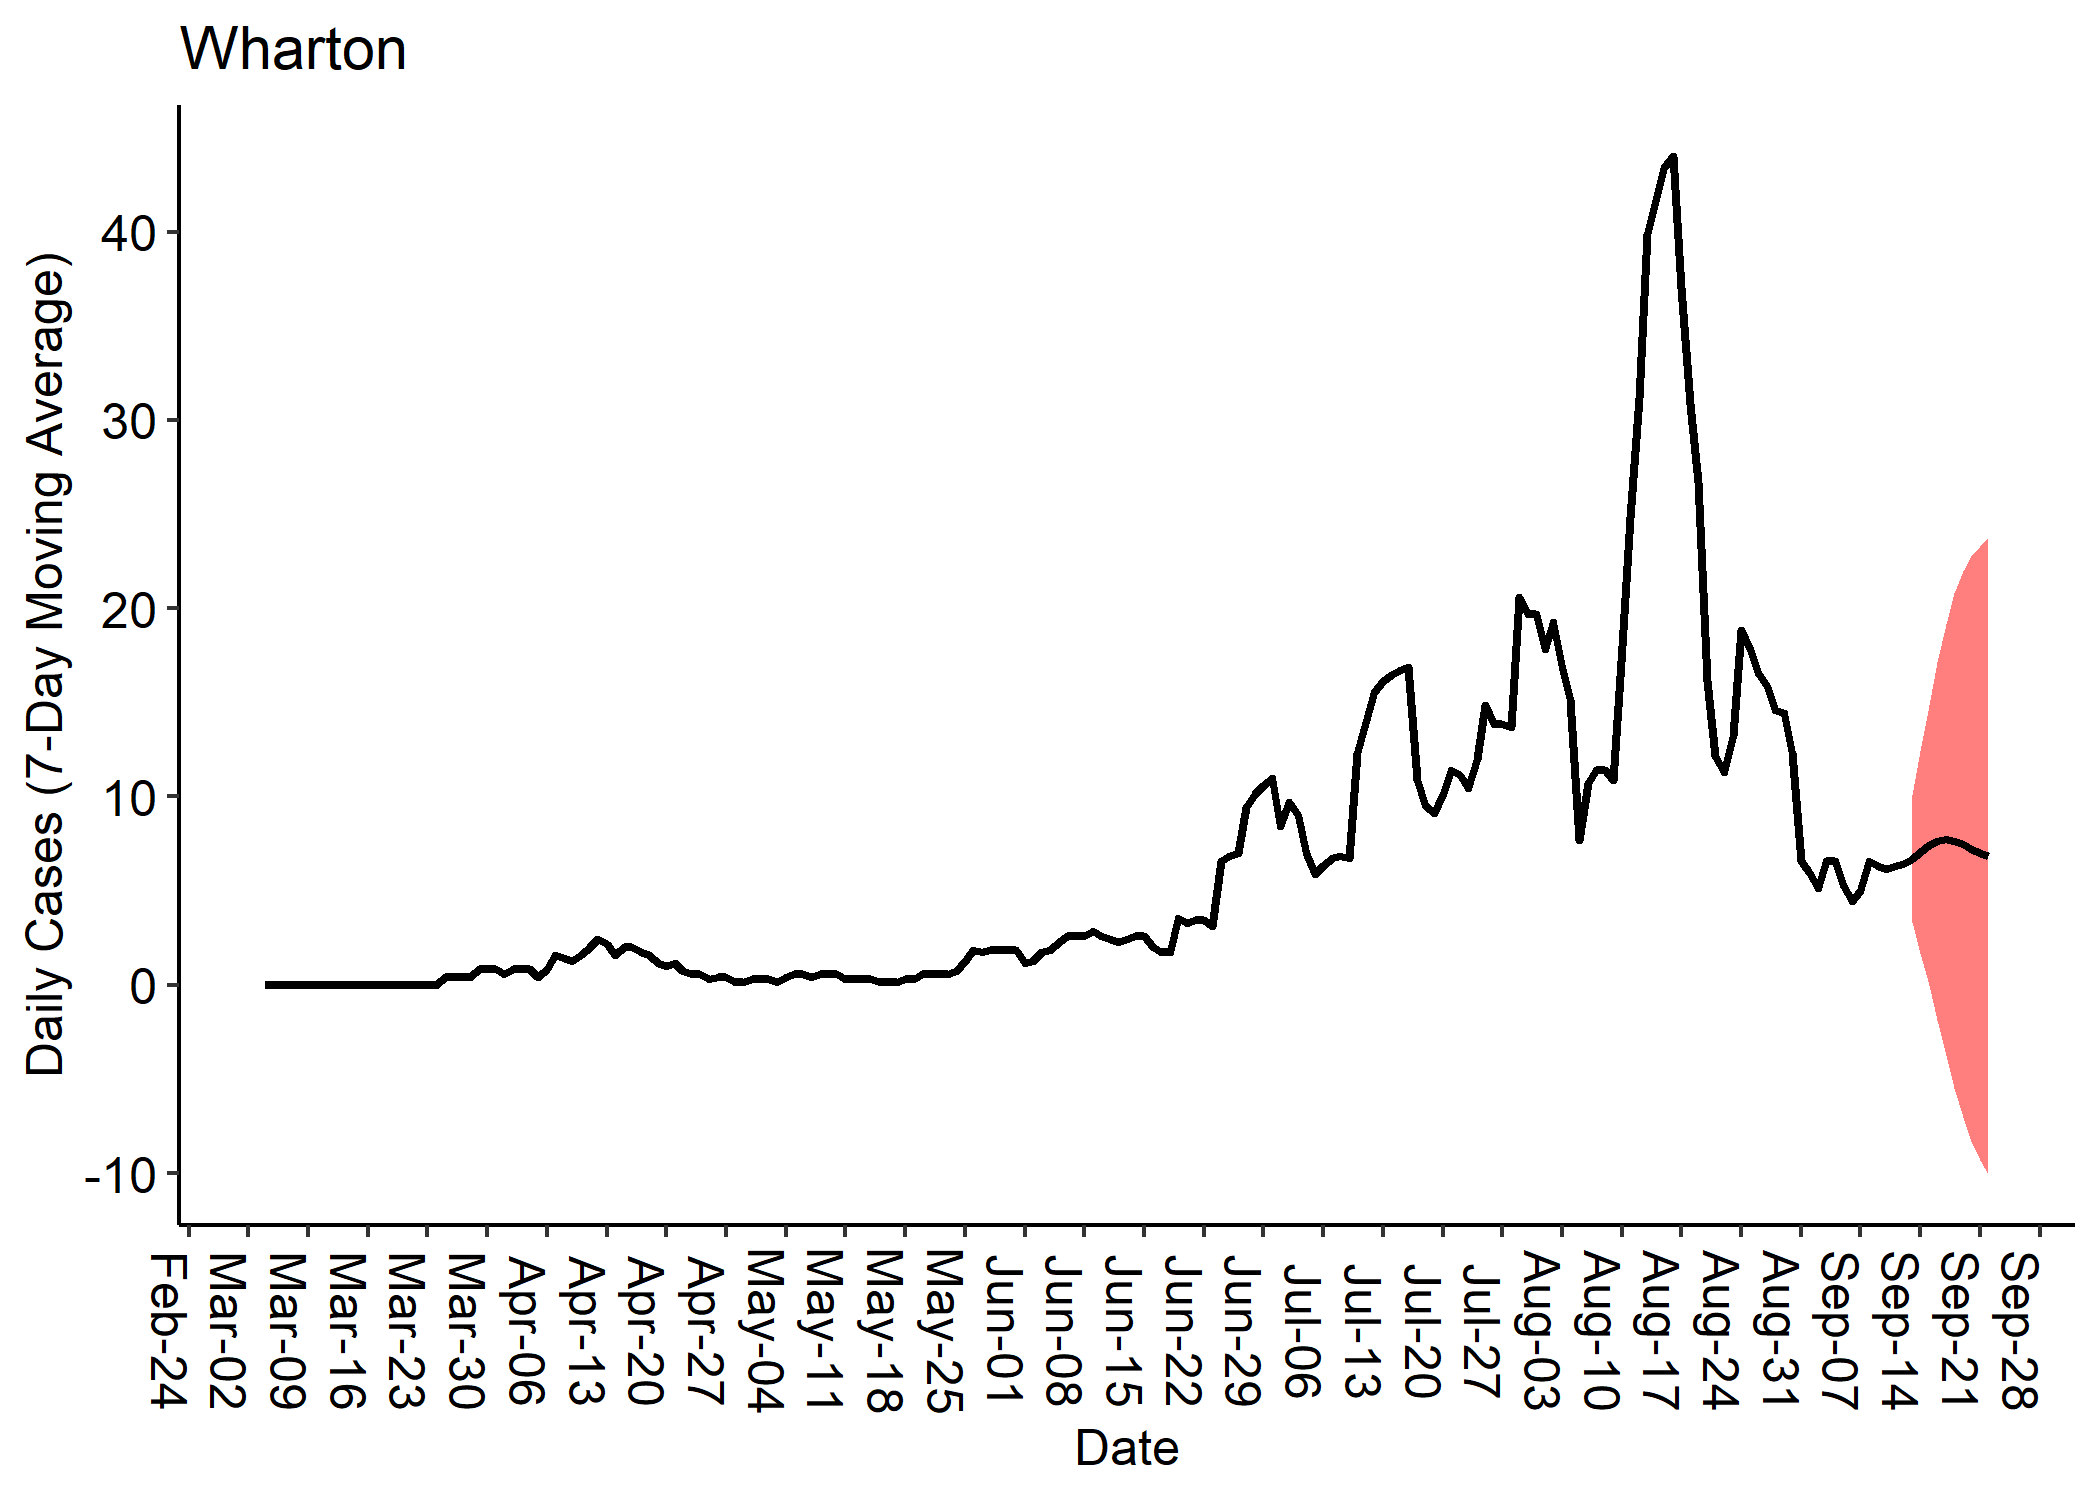 Wharton
Daily Cases (7-Day Moving Average)
40
30
20
10
0
-10
Feb-24
Mar-02
Mar-09
Mar-16
Mar-23
Mar-30
Apr-06
Apr-13
Apr-20
Apr-27
May-04
May-11
May-18
May-25
Jun-01
Jun-08
Jun-15
Jun-22
Jun-29
Jul-06
Jul-13
Jul-20
Jul-27
Aug-03
Aug-10
Aug-17
Aug-24
Aug-31
Sep-07
Sep-14
Sep-21
Sep-28
Date